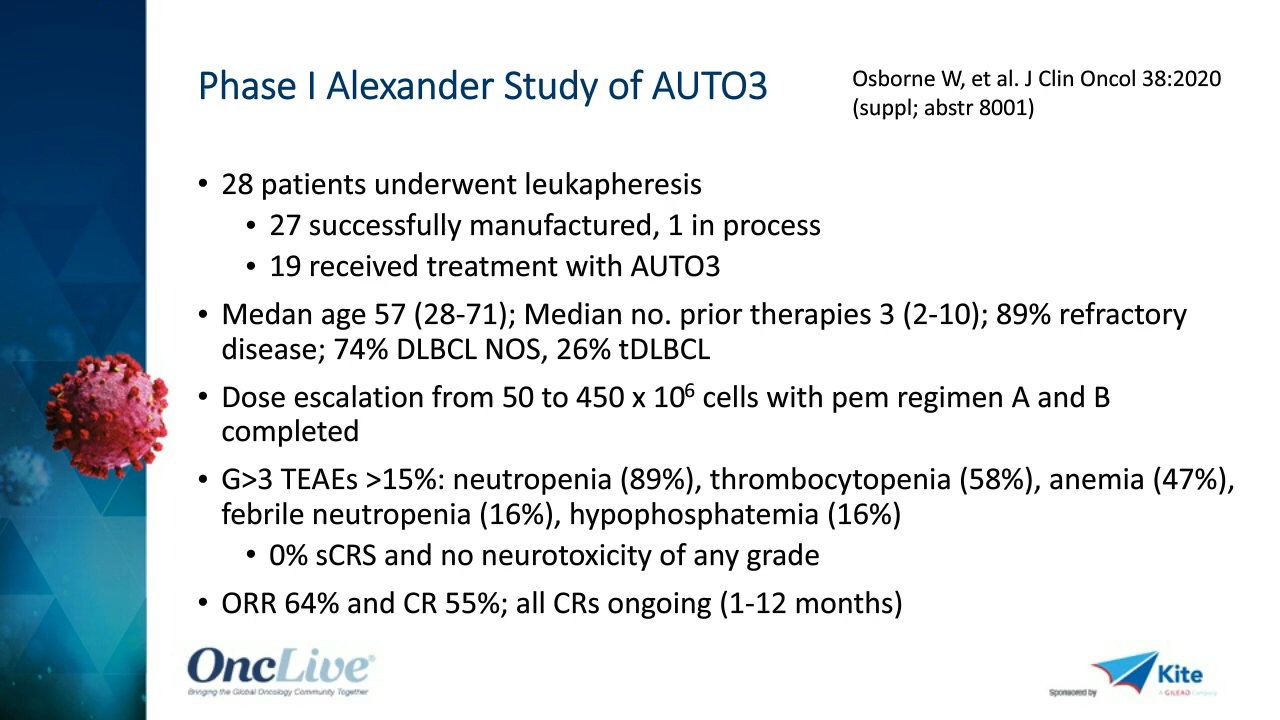 Phase I Alexander Study of AUTO3
Osborne W, et al. J Clin Oncol 38:2020
(suppl; abstr 8001)
• 28 patients underwent leukapheresis
• 27 successfully manufactured, 1 in process
• 19 received treatment with AUTO3
• Medan age 57 (28-71); Median no. prior therapies 3 (2-10); 89% refractory
disease; 74% DLBCL NOS, 26% tDLBCL
• Dose escalation from 50 to 450 x 10⁶ cells with pem regimen A and B
completed
• G>3 TEAEs >15%: neutropenia (89%), thrombocytopenia (58%), anemia (47%),
febrile neutropenia (16%), hypophosphatemia (16%)
• 0% sCRS and no neurotoxicity of any grade
• ORR 64% and CR 55%; all CRs ongoing (1-12 months)
OncLive®
Bringing the Global Oncology Community Together
Sponsored by
Kite
A GILEAD Company